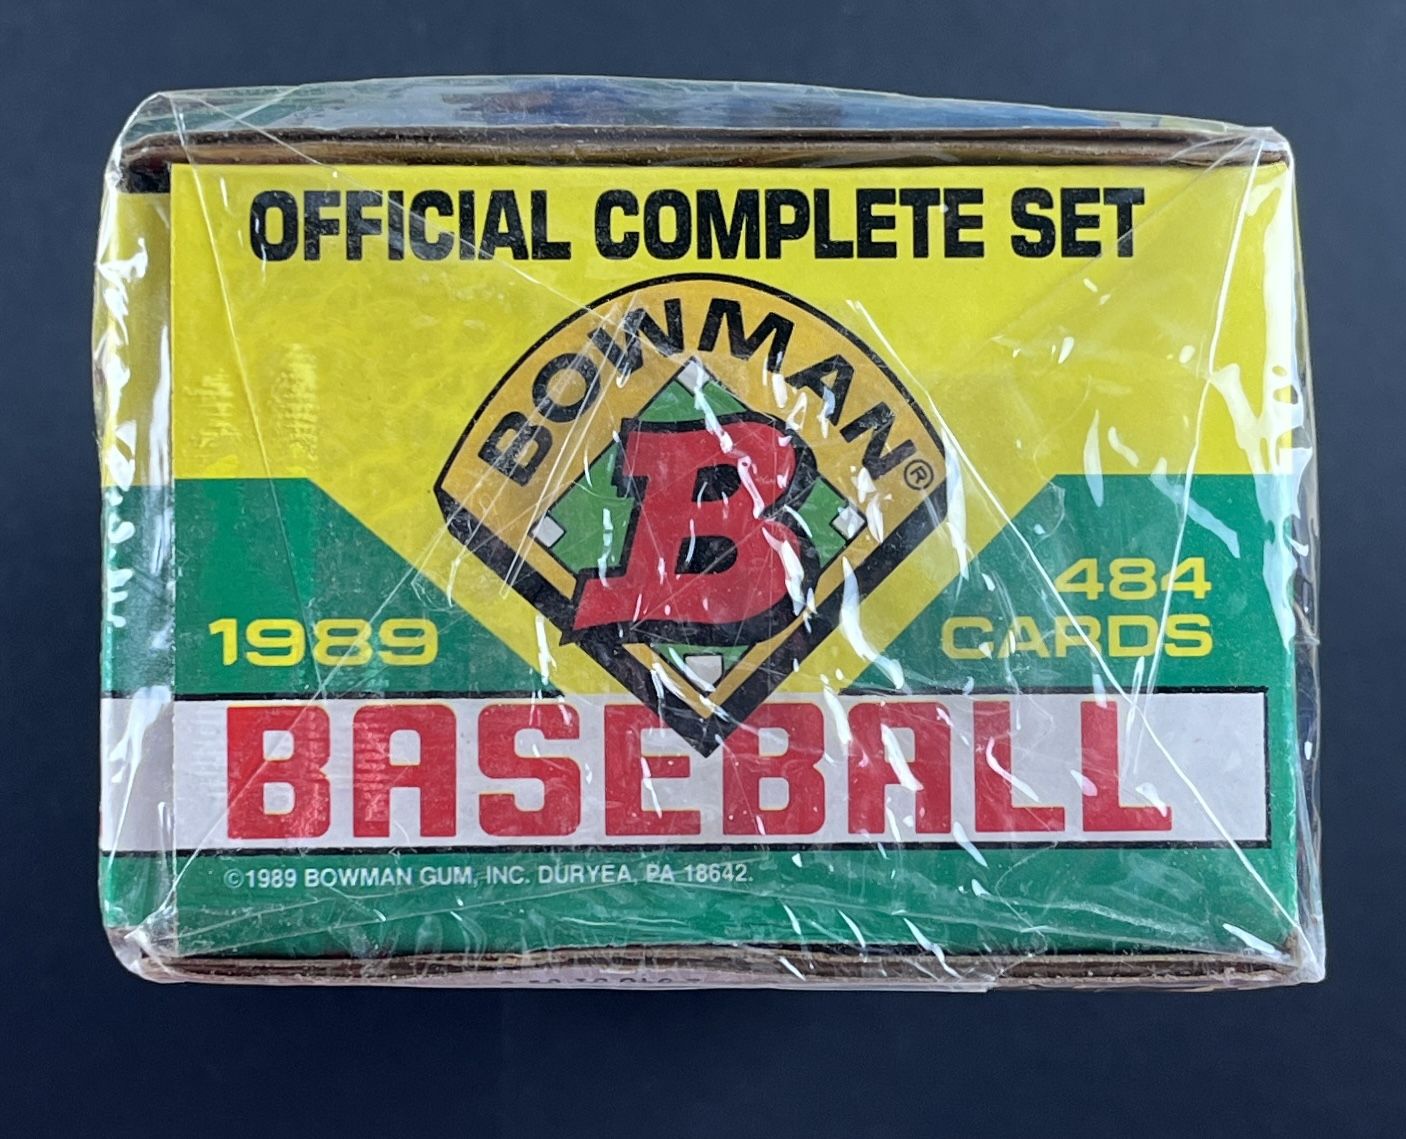 OFFICIAL COMPLETE SET
BOWMAN®
B
1989
484
CARDS
BASEBALL
©1989 BOWMAN GUM, INC. DURYEA, PA 18642.